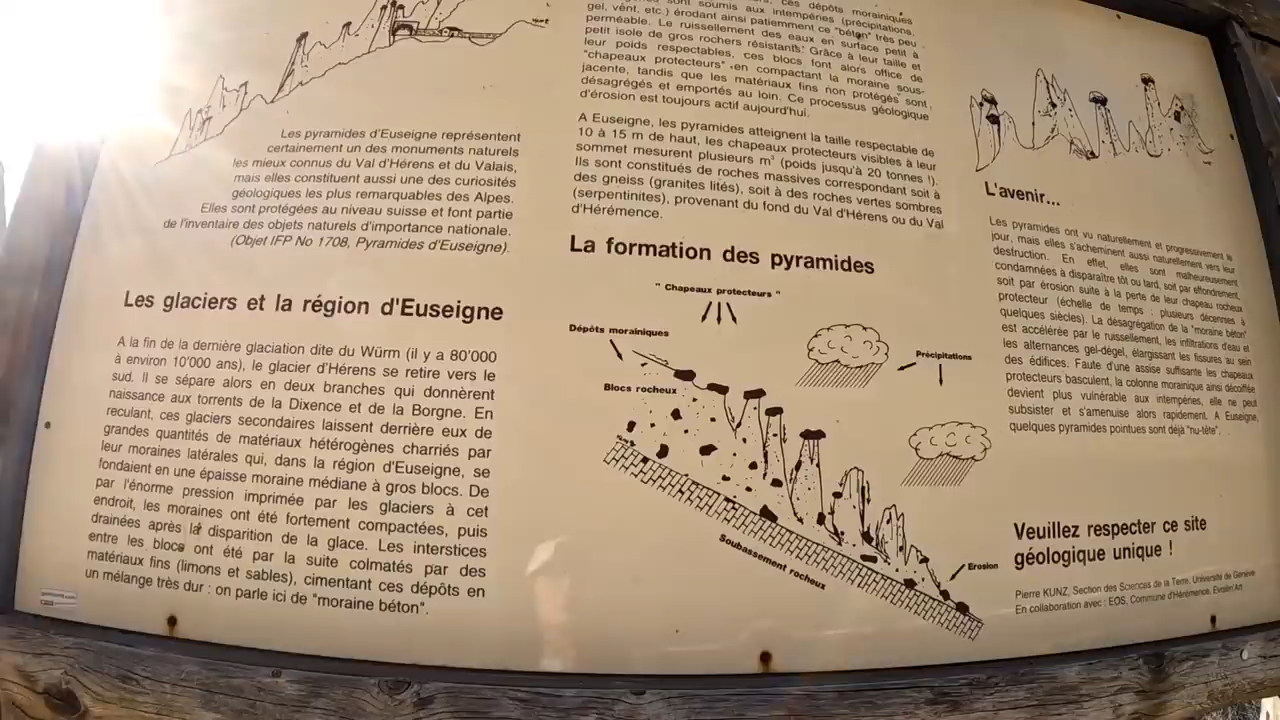 Les pyramides d'Euseigne représentent
certainement un des monuments naturels
les mieux connus du Val d'Hérens et du Valais,
mais elles constituent aussi une des curiosités
géologiques les plus remarquables des Alpes.
Elles sont protégées au niveau suisse et font partie
de l'inventaire des objets naturels d'importance nationale.
(Objet IFP No 1708, Pyramides d'Euseigne).
Les glaciers et la région d'Euseigne
A la fin de la dernière glaciation dite du Würm (il y a 80'000
à environ 10'000 ans), le glacier d'Hérens se retire vers le
sud. Il se sépare alors en deux branches qui donnèrent
naissance aux torrents de la Dixence et de la Borgne. En
reculant, ces glaciers secondaires laissent derrière eux de
grandes quantités de matériaux hétérogènes charriés par
leur moraines latérales qui, dans la région d'Euseigne, se
fondaient en une épaisse moraine médiane à gros blocs. De
par l'énorme pression imprimée par les glaciers à cet
endroit, les moraines ont été fortement compactées, puis
drainées après la disparition de la glace. Les interstices
entre les blocs ont été par la suite colmatés par des
matériaux fins (limons et sables), cimentant ces dépôts en
un mélange très dur : on parle ici de "moraine béton".
ces dépôts morainiques
sont soumis aux intempéries (précipitations,
gel, vent, etc.) érodant ainsi patiemment ce "béton" très peu
perméable. Le ruissellement des eaux en surface petit à
petit isole de gros rochers résistants. Grâce à leur taille et
leur poids respectables, ces blocs font alors office de
"chapeaux protecteurs" en compactant la moraine sous-
jacente, tandis que les matériaux fins non protégés sont
désagrégés et emportés au loin. Ce processus géologique
d'érosion est toujours actif aujourd'hui.
A Euseigne, les pyramides atteignent la taille respectable de
10 à 15 m de haut, les chapeaux protecteurs visibles à leur
sommet mesurent plusieurs m³ (poids jusqu'à 20 tonnes !).
Ils sont constitués de roches massives correspondant soit à
des gneiss (granites lités), soit à des roches vertes sombres
(serpentinites), provenant du fond du Val d'Hérens ou du Val
d'Hérémence.
La formation des pyramides
" Chapeaux protecteurs "
Dépôts morainiques
Précipitations
Blocs rocheux
Soubassement rocheux
Erosion
L'avenir...
Les pyramides ont vu naturellement et progressivement le
jour, mais elles s'acheminent aussi naturellement vers leur
destruction. En effet, elles sont malheureusement
condamnées à disparaître tôt ou tard, soit par effondrement,
soit par érosion suite à la perte de leur chapeau rocheux
protecteur (échelle de temps : plusieurs décennies à
quelques siècles). La désagrégation de la "moraine béton"
est accélérée par le ruissellement, les infiltrations d'eau et
les alternances gel-dégel, élargissant les fissures au sein
des édifices. Faute d'une assise suffisante les chapeaux
protecteurs basculent, la colonne morainique ainsi décoiffée
devient plus vulnérable aux intempéries, elle ne peut
subsister et s'amenuise alors rapidement. A Euseigne,
quelques pyramides pointues sont déjà "nu-tête".
Veuillez respecter ce site
géologique unique !
Pierre KUNZ, Section des Sciences de la Terre, Université de Genève
En collaboration avec : EOS, Commune d'Hérémence, Evolèn'Art